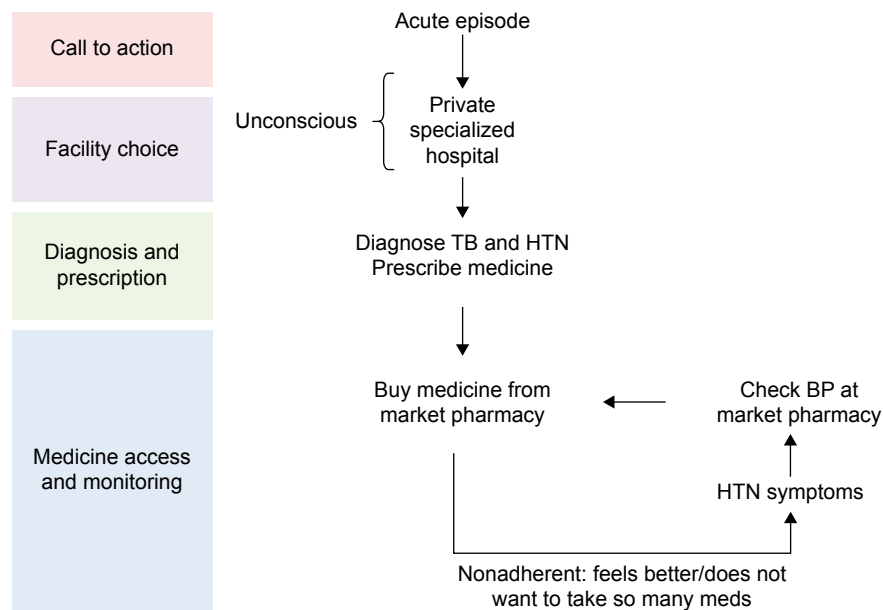 Call to action
Acute episode
Unconscious
Private
specialized
hospital
Facility choice
Diagnosis and
prescription
Diagnose TB and HTN
Prescribe medicine
Medicine access
and monitoring
Buy medicine from
market pharmacy
Check BP at
market pharmacy
HTN symptoms
Nonadherent: feels better/does not
want to take so many meds